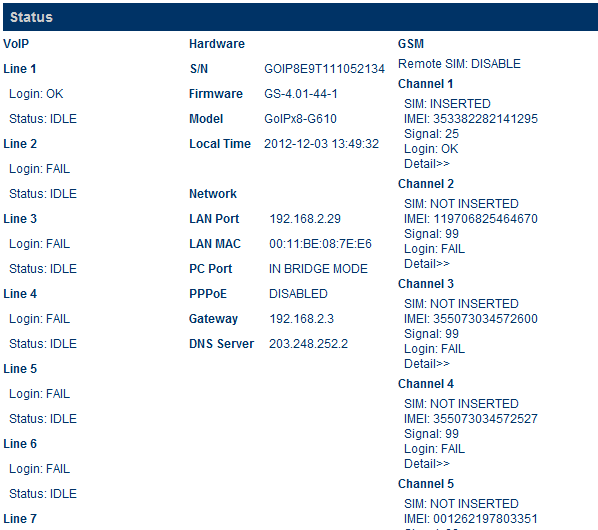 Status
VoIP
Line 1
Login: OK
Status: IDLE
Line 2
Login: FAIL
Status: IDLE
Line 3
Login: FAIL
Status: IDLE
Line 4
Login: FAIL
Status: IDLE
Line 5
Login: FAIL
Status: IDLE
Line 6
Login: FAIL
Status: IDLE
Line 7
Hardware
S/N GOIP8E9T111052134
Firmware GS-4.01-44-1
Model GoIPx8-G610
Local Time 2012-12-03 13:49:32
Network
LAN Port 192.168.2.29
LAN MAC 00:11:BE:08:7E:E6
PC Port IN BRIDGE MODE
PPPoE DISABLED
Gateway 192.168.2.3
DNS Server 203.248.252.2
GSM
Remote SIM: DISABLE
Channel 1
SIM: INSERTED
IMEI: 353382282141295
Signal: 25
Login: OK
Detail>>
Channel 2
SIM: NOT INSERTED
IMEI: 119706825464670
Signal: 99
Login: FAIL
Detail>>
Channel 3
SIM: NOT INSERTED
IMEI: 355073034572600
Signal: 99
Login: FAIL
Detail>>
Channel 4
SIM: NOT INSERTED
IMEI: 355073034572527
Signal: 99
Login: FAIL
Detail>>
Channel 5
SIM: NOT INSERTED
IMEI: 001262197803351